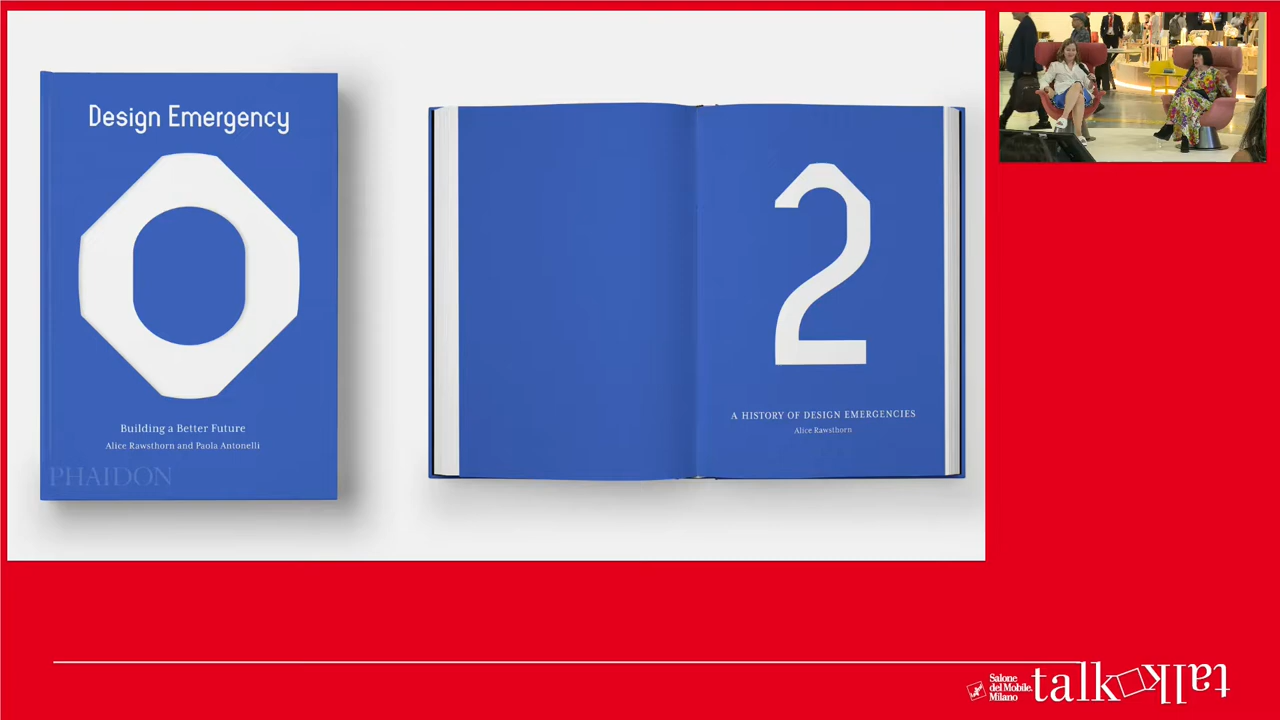 Design Emergency
Building a Better Future
Alice Rawsthorn and Paola Antonelli
PHAIDON
2
A HISTORY OF DESIGN EMERGENCIES
Alice Rawsthorn
Salone
del Mobile.
Milano
talk
talk